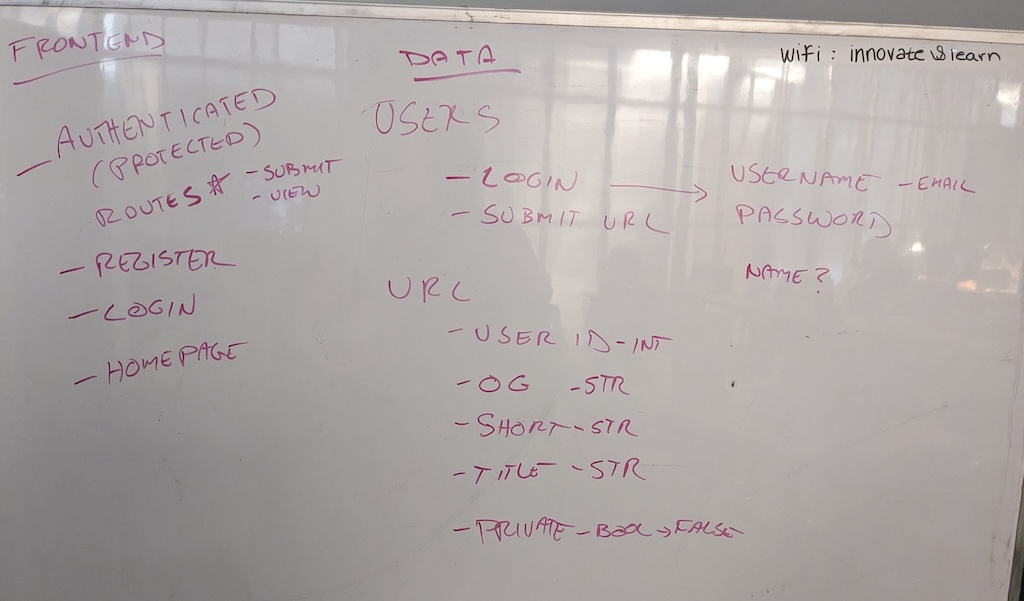 FRONTEND
- AUTHENTICATED
(PROTECTED)
ROUTES* - SUBMIT
- VIEW
- REGISTER
- LOGIN
- HOMEPAGE
DATA
USERS
- LOGIN → USERNAME - EMAIL
- SUBMIT URL PASSWORD
NAME?
URL
- USER ID - INT
- OG - STR
- SHORT - STR
- TITLE - STR
- PRIVATE - BOOL → FALSE
WiFi : innovate & learn